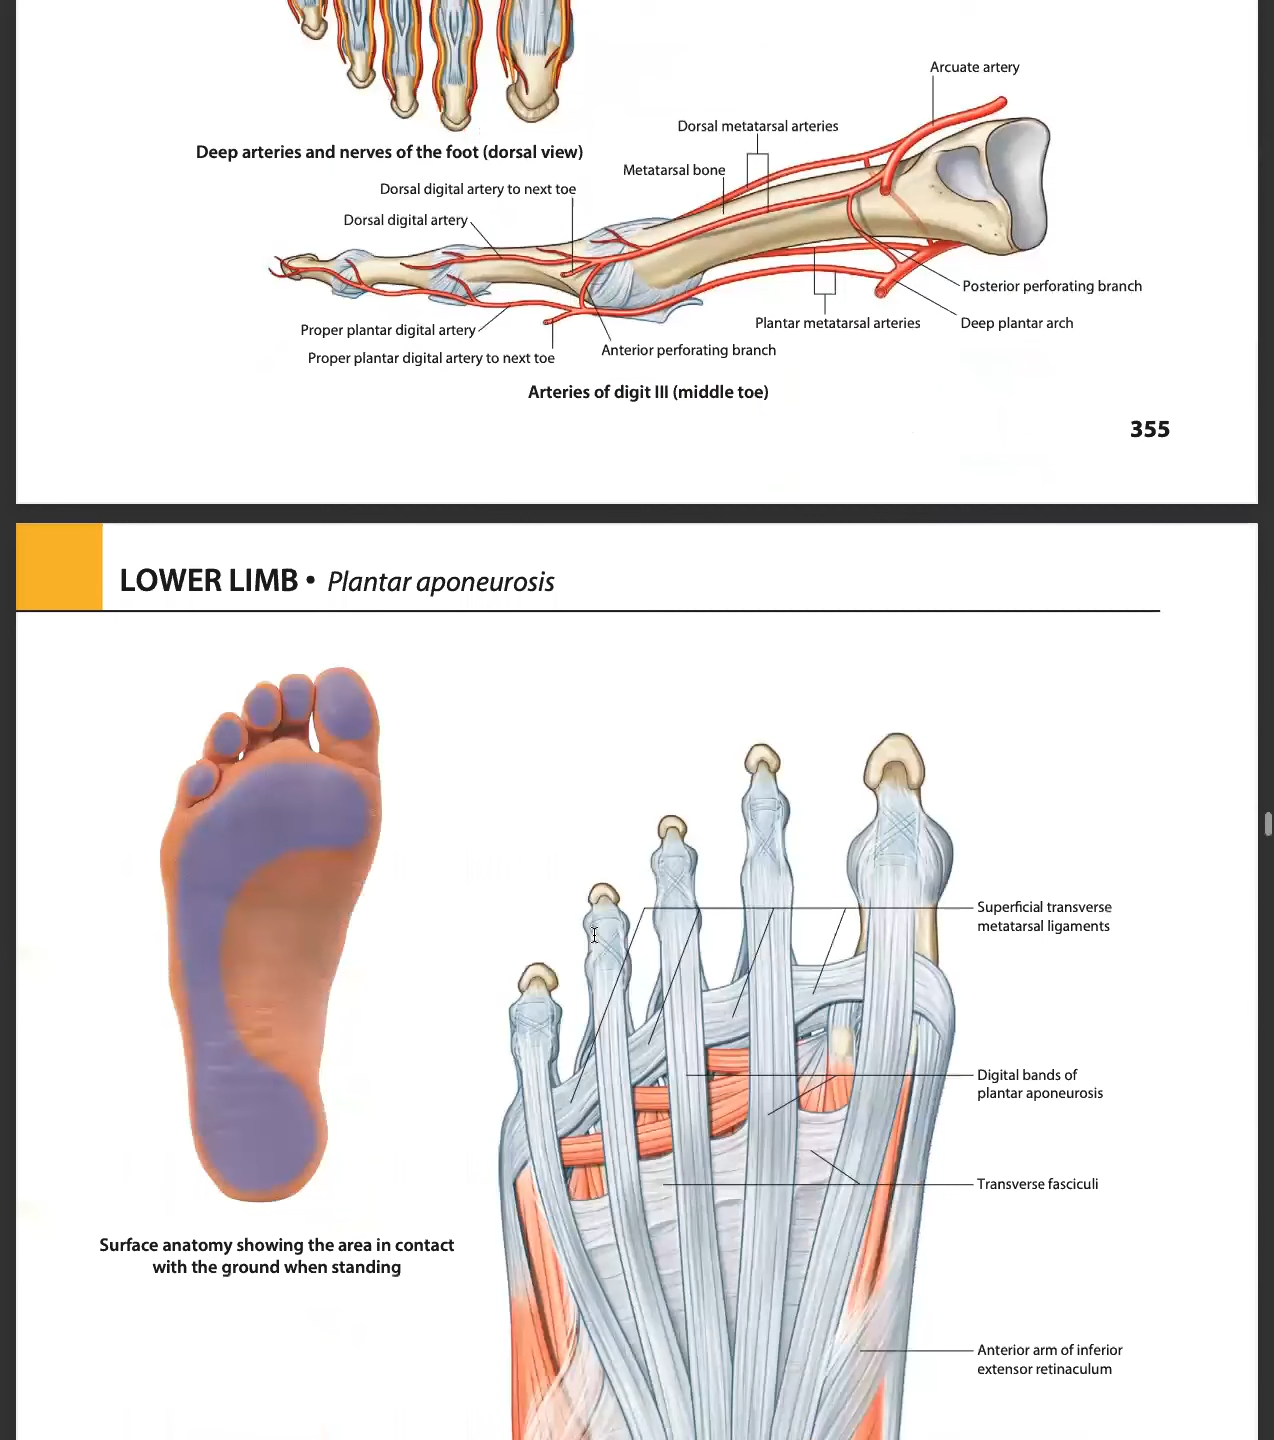 Arcuate artery
Dorsal metatarsal arteries
Deep arteries and nerves of the foot (dorsal view)
Metatarsal bone
Dorsal digital artery to next toe
Dorsal digital artery
Posterior perforating branch
Proper plantar digital artery
Plantar metatarsal arteries
Deep plantar arch
Proper plantar digital artery to next toe
Anterior perforating branch
Arteries of digit III (middle toe)
355
LOWER LIMB • Plantar aponeurosis
Superficial transverse
metatarsal ligaments
Digital bands of
plantar aponeurosis
Transverse fasciculi
Surface anatomy showing the area in contact
with the ground when standing
Anterior arm of inferior
extensor retinaculum